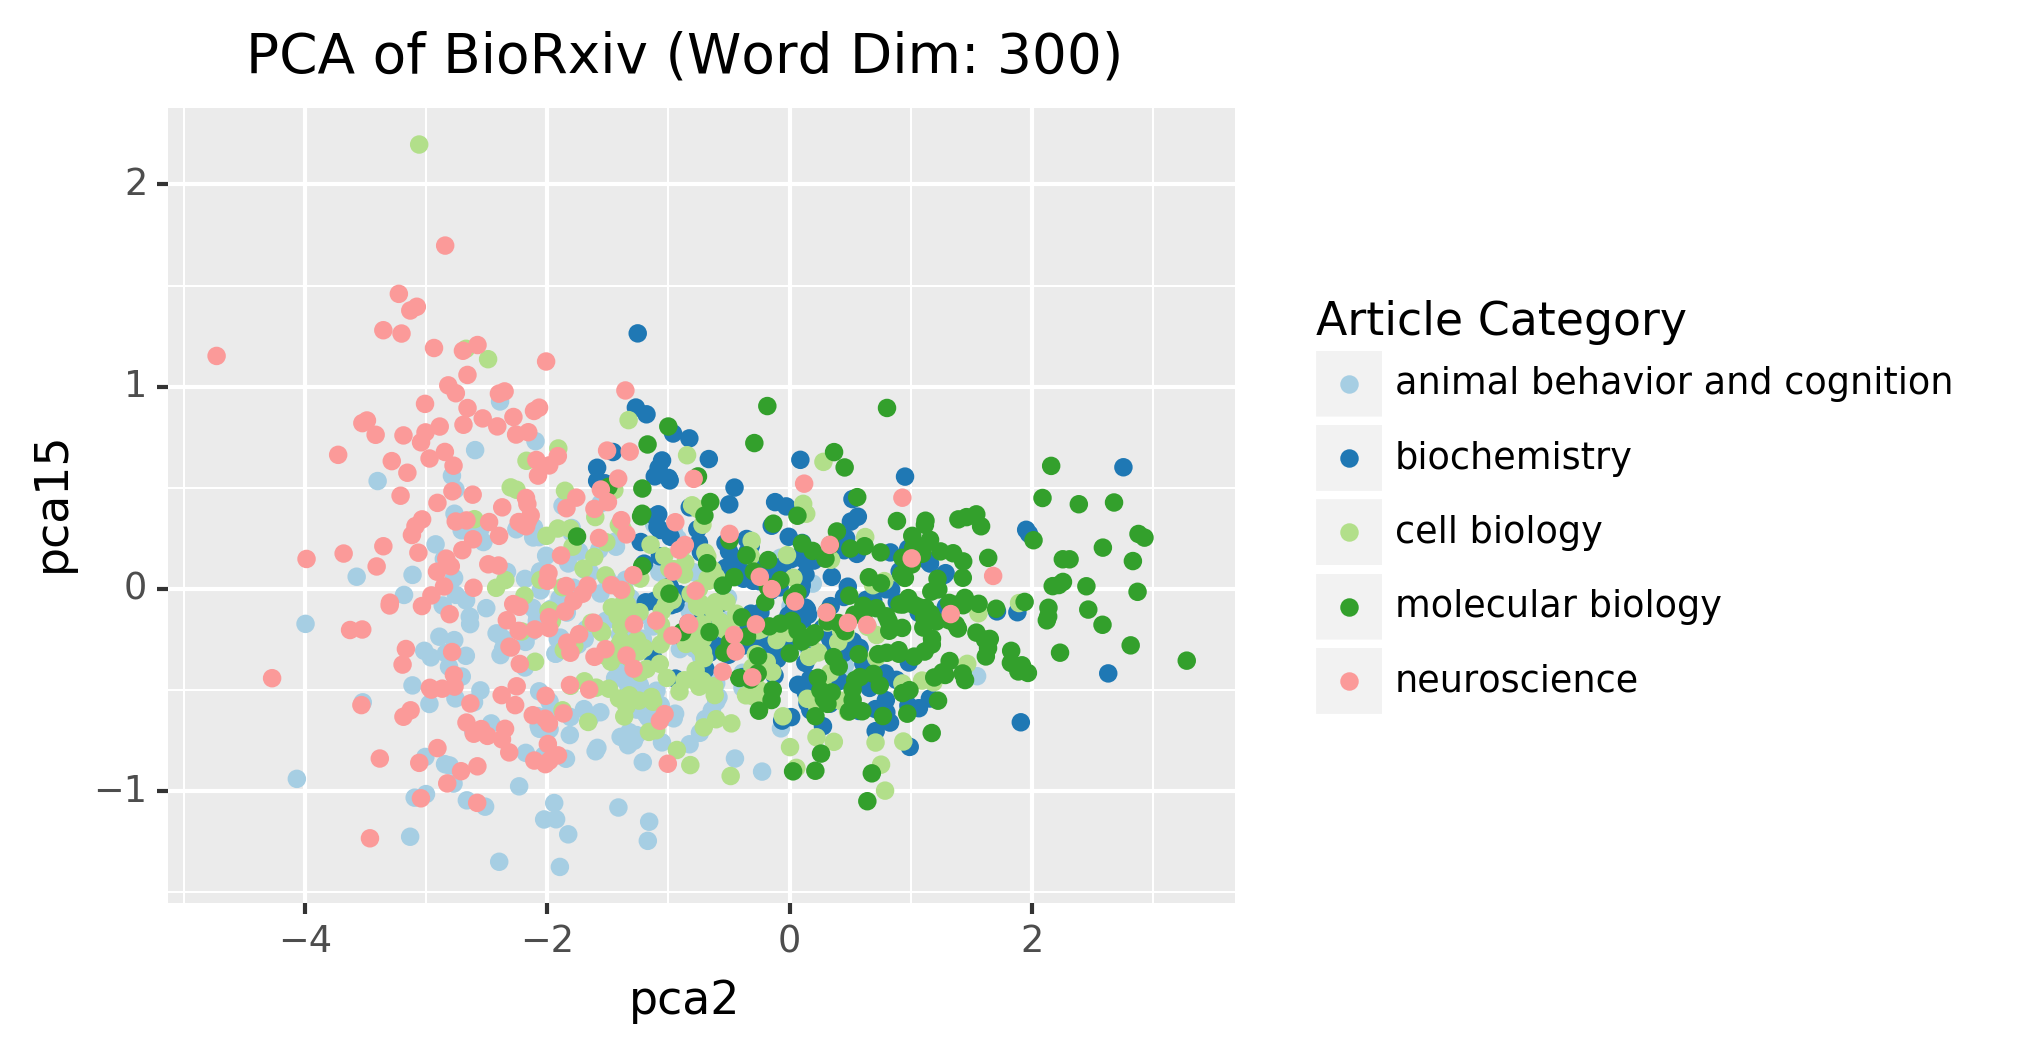 PCA of BioRxiv (Word Dim: 300)
2
1
0
−1
pca15
−4 −2 0 2
pca2
Article Category
animal behavior and cognition
biochemistry
cell biology
molecular biology
neuroscience